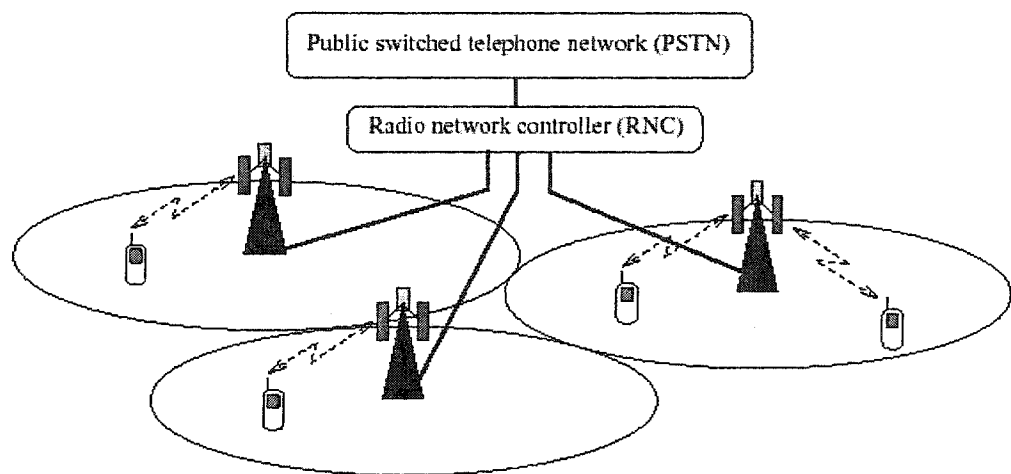 Public switched telephone network (PSTN)
Radio network controller (RNC)